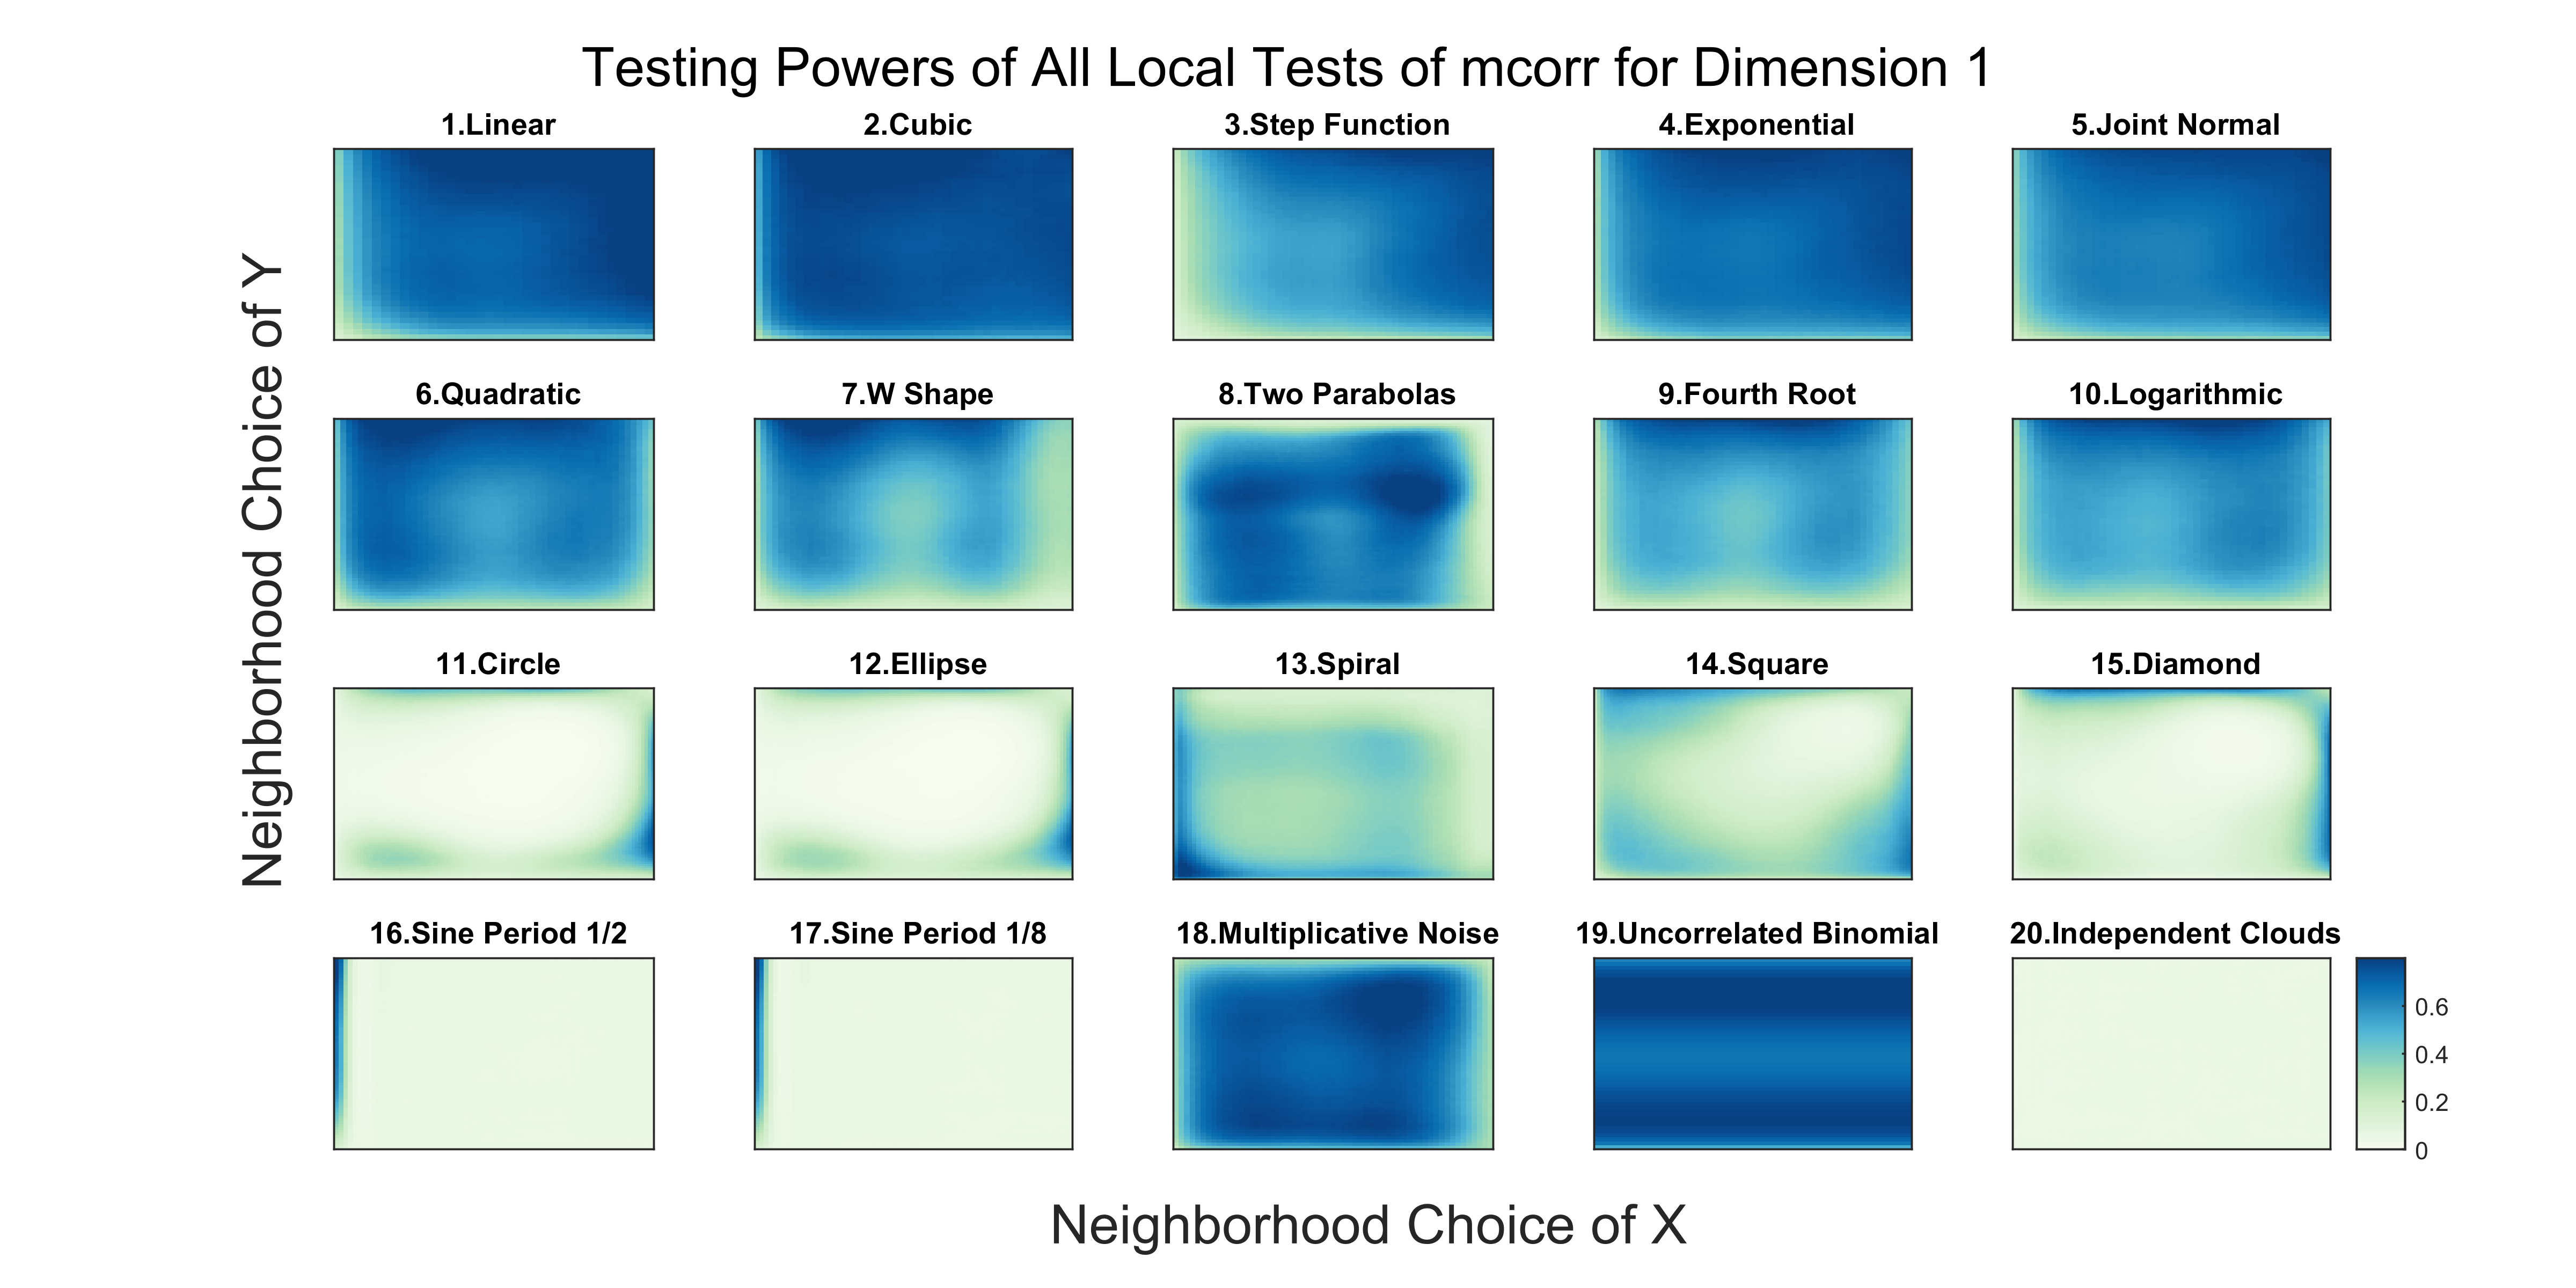 Testing Powers of All Local Tests of mcorr for Dimension 1
1.Linear
2.Cubic
3.Step Function
4.Exponential
5.Joint Normal
6.Quadratic
7.W Shape
8.Two Parabolas
9.Fourth Root
10.Logarithmic
11.Circle
12.Ellipse
13.Spiral
14.Square
15.Diamond
16.Sine Period 1/2
17.Sine Period 1/8
18.Multiplicative Noise
19.Uncorrelated Binomial
20.Independent Clouds
0.6
0.4
0.2
0
Neighborhood Choice of Y
Neighborhood Choice of X